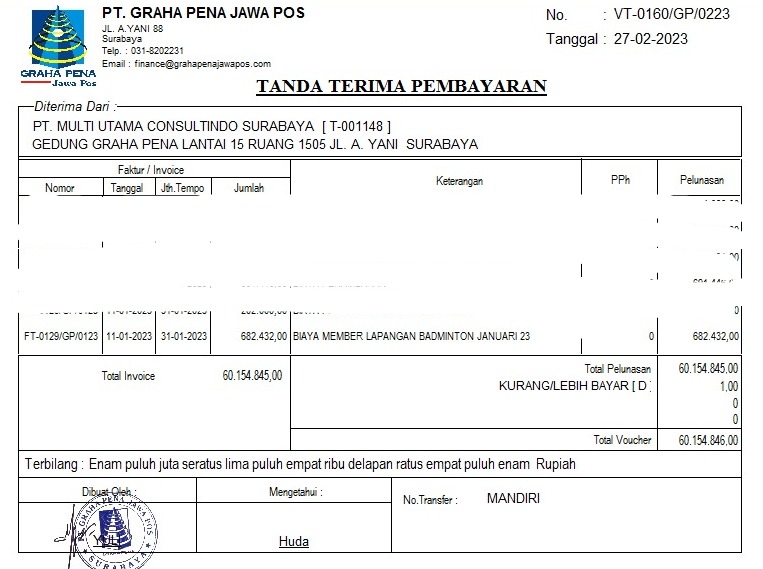 PT. GRAHA PENA JAWA POS
JL. A.YANI 88
Surabaya
Telp. : 031-8202231
Email : finance@grahapenajawapos.com
GRAHA PENA
Jawa Pos
No. : VT-0160/GP/0223
Tanggal : 27-02-2023
TANDA TERIMA PEMBAYARAN
Diterima Dari :
PT. MULTI UTAMA CONSULTINDO SURABAYA [ T-001148 ]
GEDUNG GRAHA PENA LANTAI 15 RUANG 1505 JL. A. YANI SURABAYA
Faktur / Invoice Keterangan PPh Pelunasan
Nomor Tanggal Jth.Tempo Jumlah
FT-0129/GP/0123 11-01-2023 31-01-2023 682.432,00 BIAYA MEMBER LAPANGAN BADMINTON JANUARI 23 0 682.432,00
Total Invoice 60.154.845,00 Total Pelunasan 60.154.845,00
KURANG/LEBIH BAYAR [ D ] 1,00
0
0
Total Voucher 60.154.846,00
Terbilang : Enam puluh juta seratus lima puluh empat ribu delapan ratus empat puluh enam Rupiah
Dibuat Oleh : Mengetahui : No.Transfer : MANDIRI
GRAHA PENA JAWA POS
SURABAYA
Huda